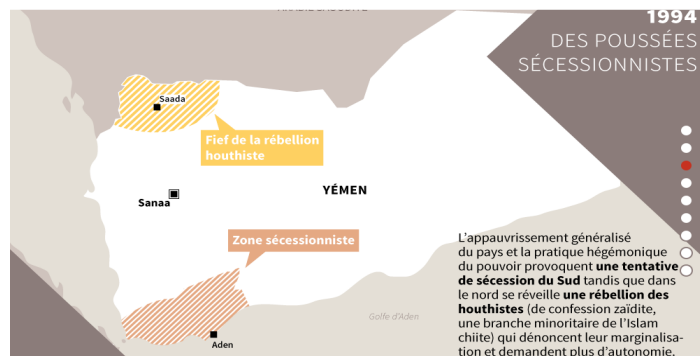 1994
DES POUSSÉES
SÉCESSIONNISTES
Saada
Fief de la rébellion
houthiste
YÉMEN
Sanaa
Zone sécessionniste
Golfe d'Aden
Aden
L'appauvrissement généralisé
du pays et la pratique hégémonique
du pouvoir provoquent une tentative
de sécession du Sud tandis que dans
le nord se réveille une rébellion des
houthistes (de confession zaïdite,
une branche minoritaire de l'Islam
chiite) qui dénoncent leur marginalisa-
tion et demandent plus d'autonomie.